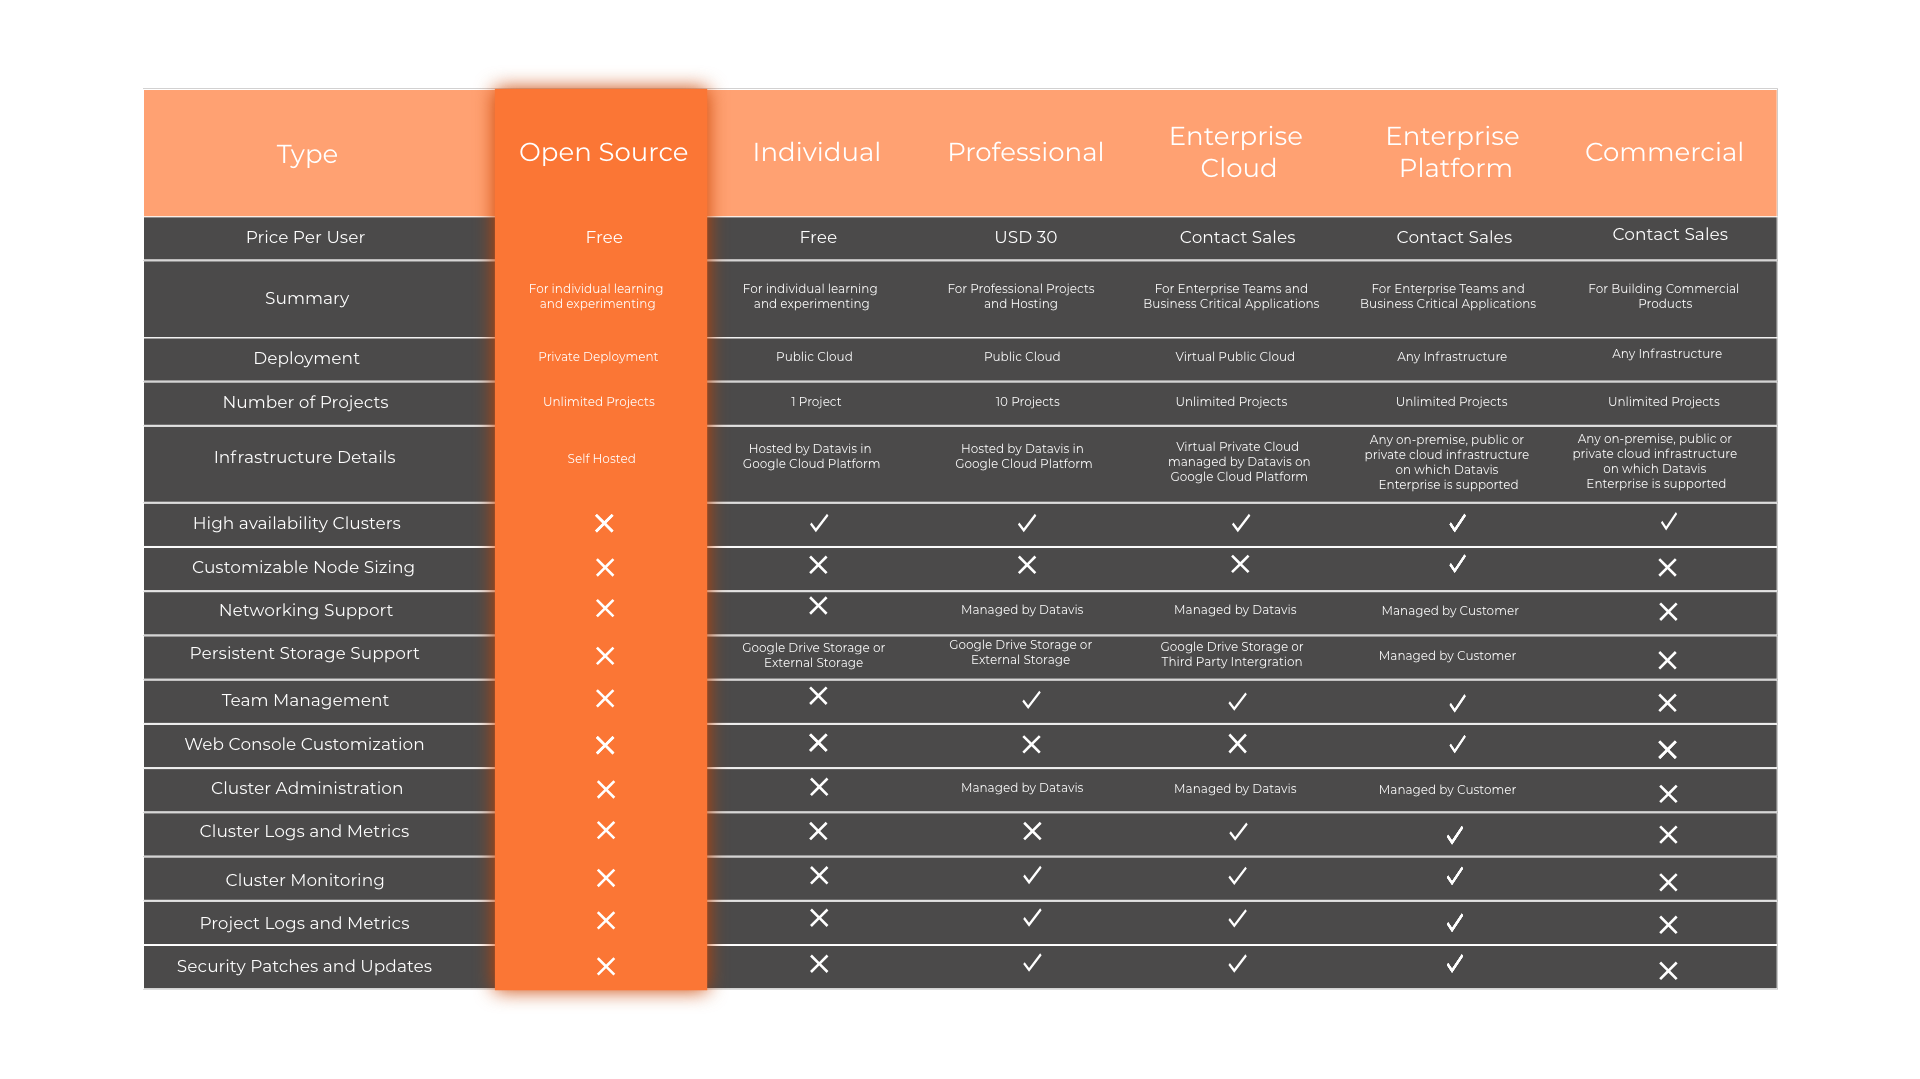 Type
Open Source
Individual
Professional
Enterprise
Cloud
Enterprise
Platform
Commercial
Price Per User
Free
Free
USD 30
Contact Sales
Contact Sales
Contact Sales
Summary
For individual learning
and experimenting
For individual learning
and experimenting
For Professional Projects
and Hosting
For Enterprise Teams and
Business Critical Applications
For Enterprise Teams and
Business Critical Applications
For Building Commercial
Products
Deployment
Private Deployment
Public Cloud
Public Cloud
Virtual Public Cloud
Any Infrastructure
Any Infrastructure
Number of Projects
Unlimited Projects
1 Project
10 Projects
Unlimited Projects
Unlimited Projects
Unlimited Projects
Infrastructure Details
Self Hosted
Hosted by Datavis in
Google Cloud Platform
Hosted by Datavis in
Google Cloud Platform
Virtual Private Cloud
managed by Datavis on
Google Cloud Platform
Any on-premise, public or
private cloud infrastructure
on which Datavis
Enterprise is supported
Any on-premise, public or
private cloud infrastructure
on which Datavis
Enterprise is supported
High availability Clusters
Customizable Node Sizing
Networking Support
Managed by Datavis
Managed by Datavis
Managed by Customer
Persistent Storage Support
Google Drive Storage or
External Storage
Google Drive Storage or
External Storage
Google Drive Storage or
Third Party Intergration
Managed by Customer
Team Management
Web Console Customization
Cluster Administration
Managed by Datavis
Managed by Datavis
Managed by Customer
Cluster Logs and Metrics
Cluster Monitoring
Project Logs and Metrics
Security Patches and Updates